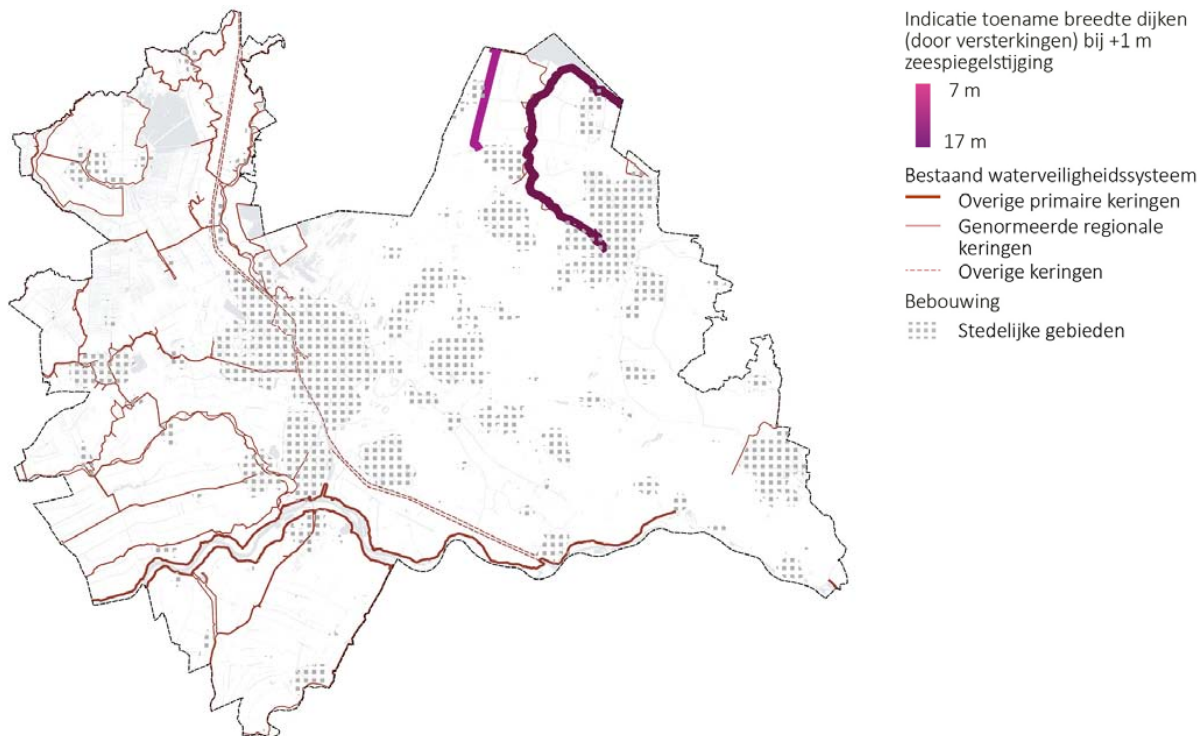 Indicatie toename breedte dijken
(door versterkingen) bij +1 m
zeespiegelstijging
7 m
17 m
Bestaand waterveiligheidssysteem
Overige primaire keringen
Genormeerde regionale
keringen
Overige keringen
Bebouwing
Stedelijke gebieden